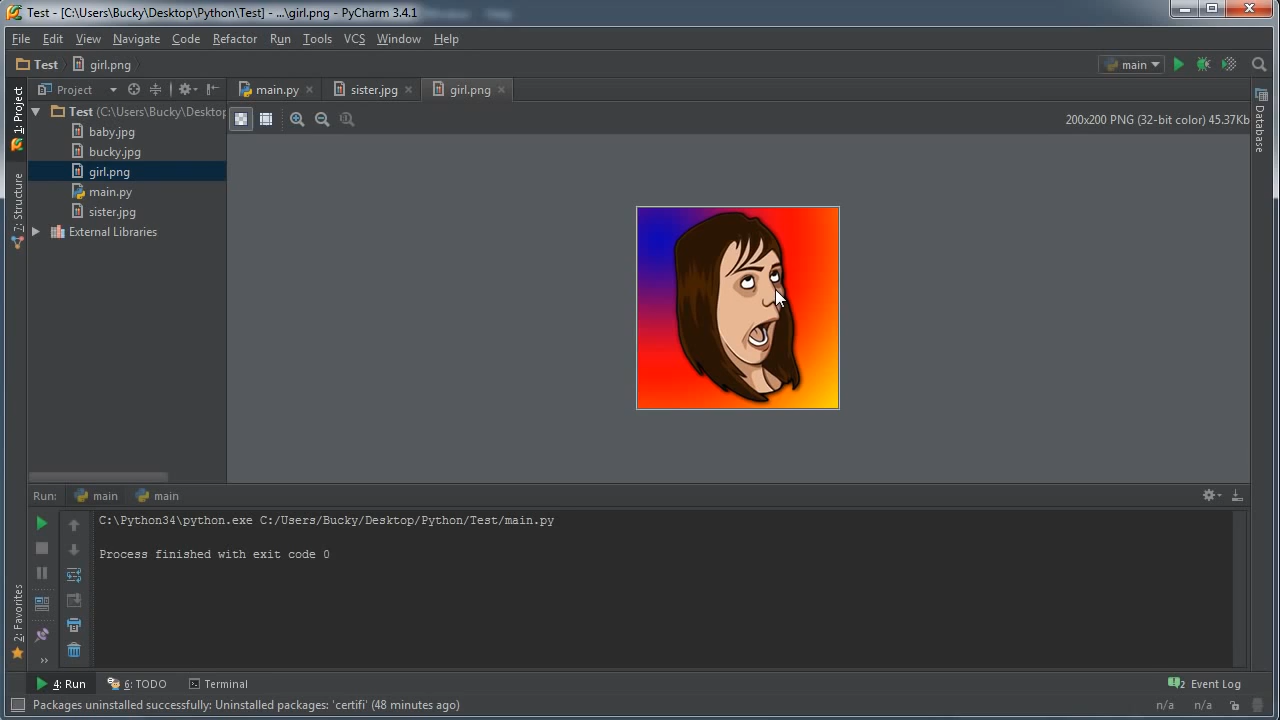 Test - [C:\Users\Bucky\Desktop\Python\Test] - ...\girl.png - PyCharm 3.4.1
File Edit View Navigate Code Refactor Run Tools VCS Window Help
Test girl.png main
1: Project
Project main.py sister.jpg girl.png
Test (C:\Users\Bucky\Desktop
200x200 PNG (32-bit color) 45.37Kb
Database
baby.jpg
bucky.jpg
girl.png
main.py
sister.jpg
External Libraries
7: Structure
Run: main main
C:\Python34\python.exe C:/Users/Bucky/Desktop/Python/Test/main.py
Process finished with exit code 0
2: Favorites
4: Run 6: TODO Terminal 2 Event Log
Packages uninstalled successfully: Uninstalled packages: 'certifi' (48 minutes ago) n/a n/a